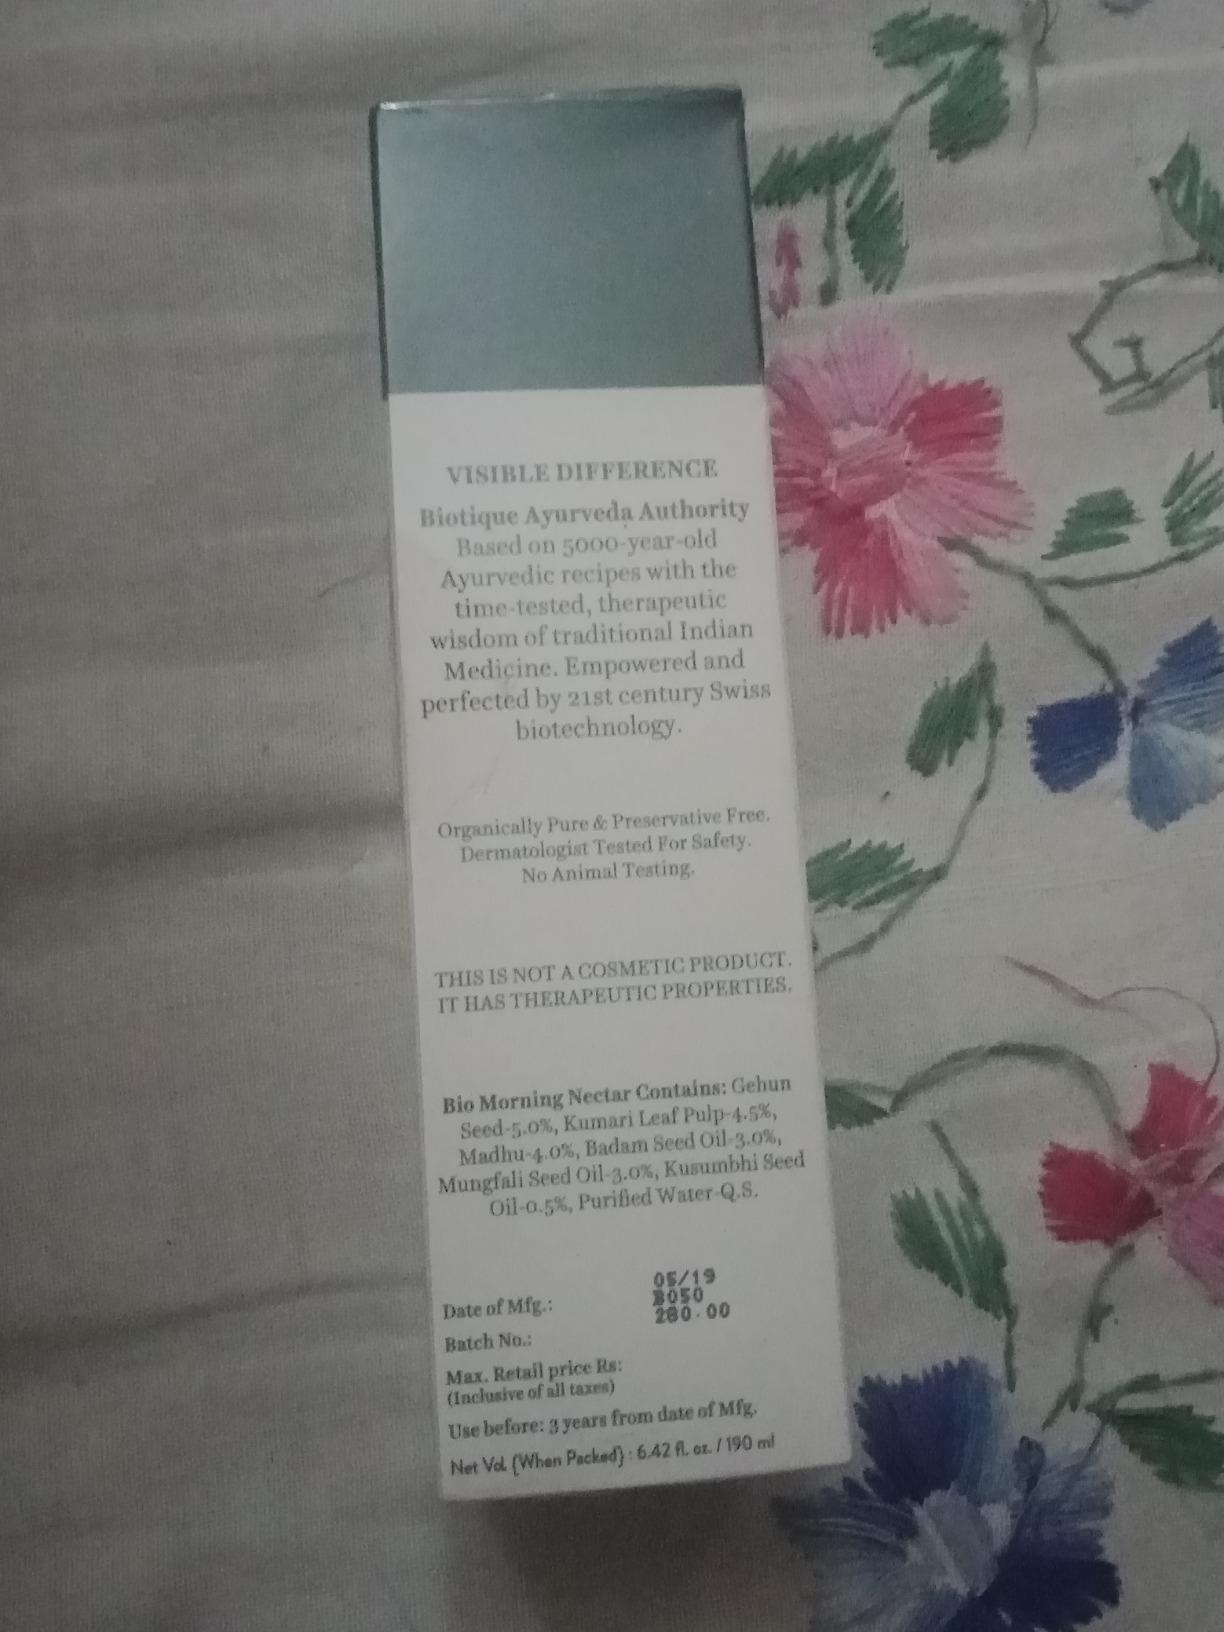 VISIBLE DIFFERENCE
Biotique Ayurveda Authority
Based on 5000-year-old
Ayurvedic recipes with the
time-tested, therapeutic
wisdom of traditional Indian
Medicine. Empowered and
perfected by 21st century Swiss
biotechnology.
Organically Pure & Preservative Free.
Dermatologist Tested For Safety.
No Animal Testing.
THIS IS NOT A COSMETIC PRODUCT.
IT HAS THERAPEUTIC PROPERTIES.
Bio Morning Nectar Contains: Gehun
Seed-5.0%, Kumari Leaf Pulp-4.5%,
Madhu-4.0%, Badam Seed Oil-3.0%,
Mungfali Seed Oil-3.0%, Kusumbhi Seed
Oil-0.5%, Purified Water-Q.S.
05/19
B050
280.00
Date of Mfg.:
Batch No.:
Max. Retail price Rs:
(Inclusive of all taxes)
Use before: 3 years from date of Mfg.
Net Vol. (When Packed) : 6.42 fl. oz. / 190 ml